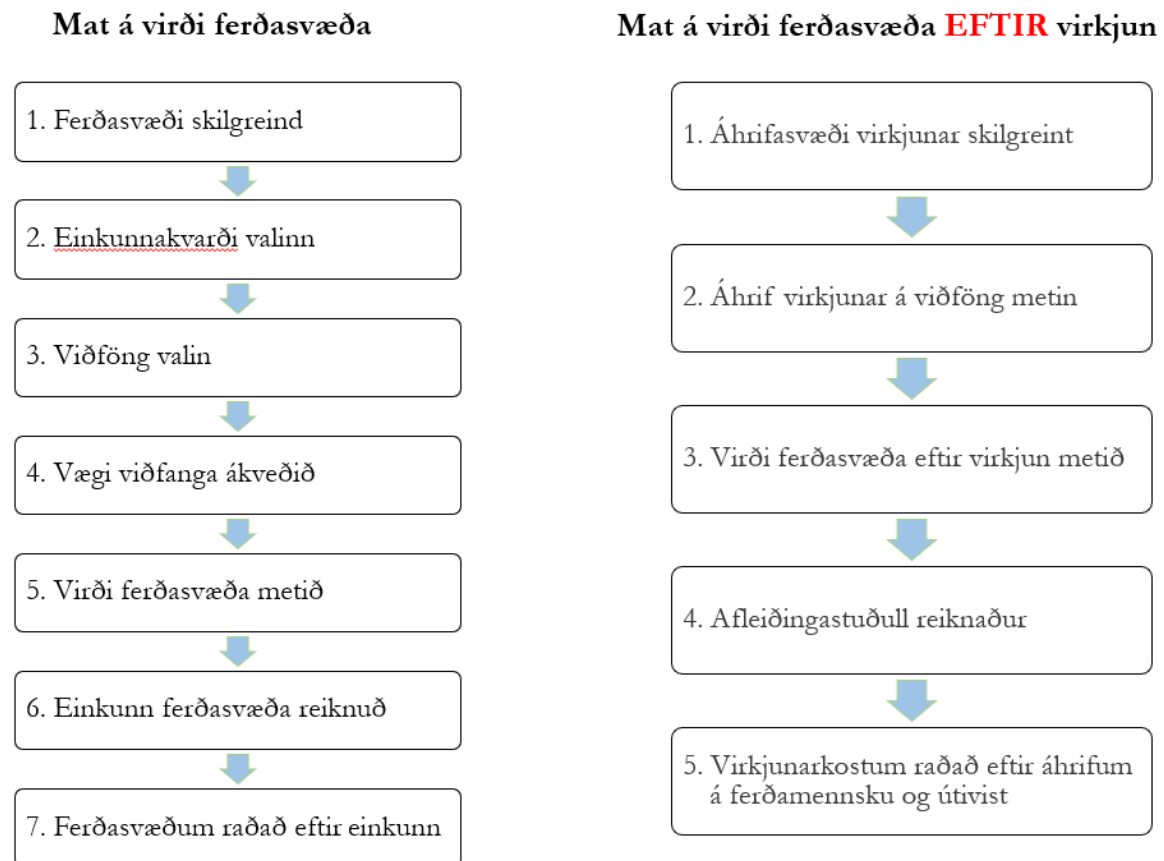 Mat á virði ferðasvæða
1. Ferðasvæði skilgreind
2. Einkunnakvarði valinn
3. Viðföng valin
4. Vægi viðfanga ákveðið
5. Virði ferðasvæða metið
6. Einkunn ferðasvæða reiknuð
7. Ferðasvæðum raðað eftir einkunn
Mat á virði ferðasvæða EFTIR virkjun
1. Áhrifasvæði virkjunar skilgreint
2. Áhrif virkjunar á viðföng metin
3. Virði ferðasvæða eftir virkjun metið
4. Afleiðingastuðull reiknaður
5. Virkjunarkostum raðað eftir áhrifum
á ferðamennsku og útivist